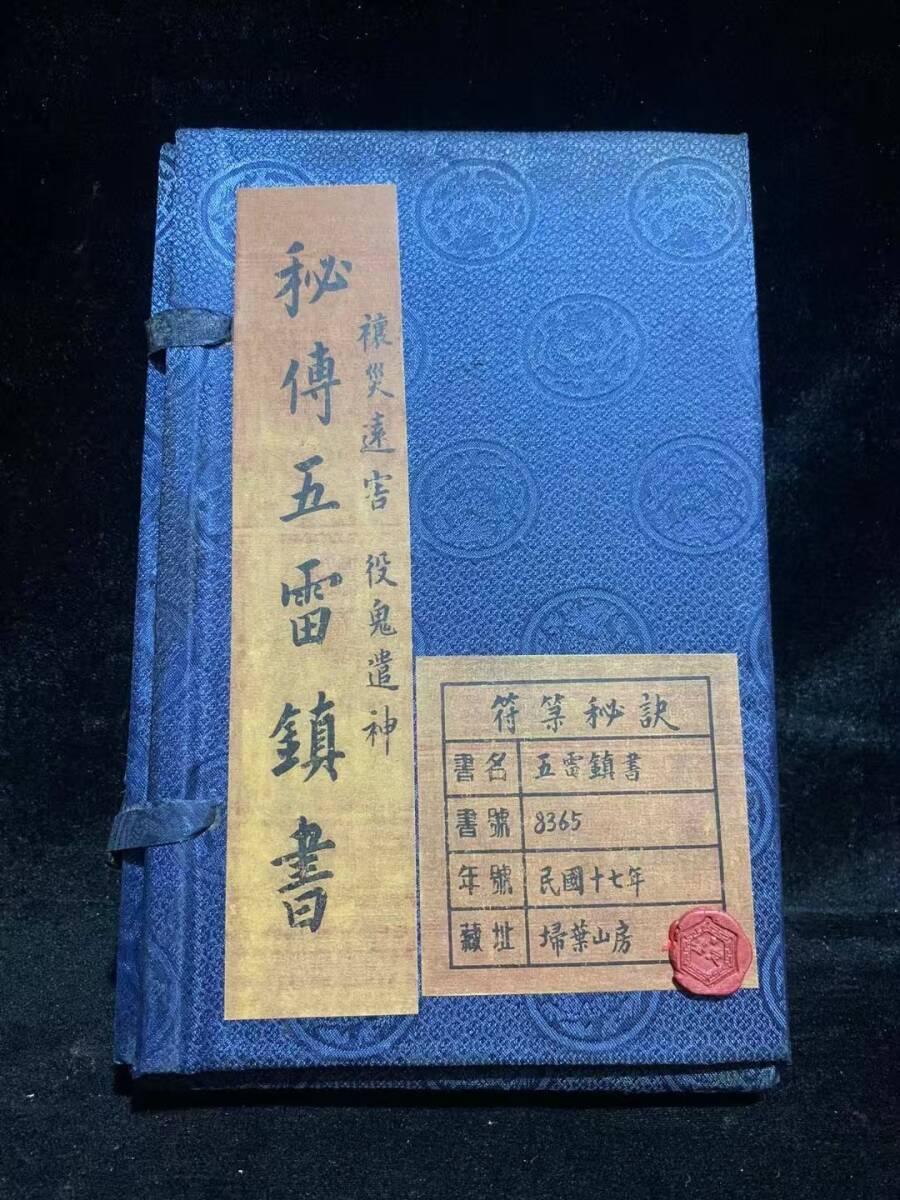 秘傳五雷鎮書
禳災遠害 役鬼遣神
符箓秘訣
書名 五雷鎮書
書號 8365
年號 民國十七年
藏址 埽葉山房